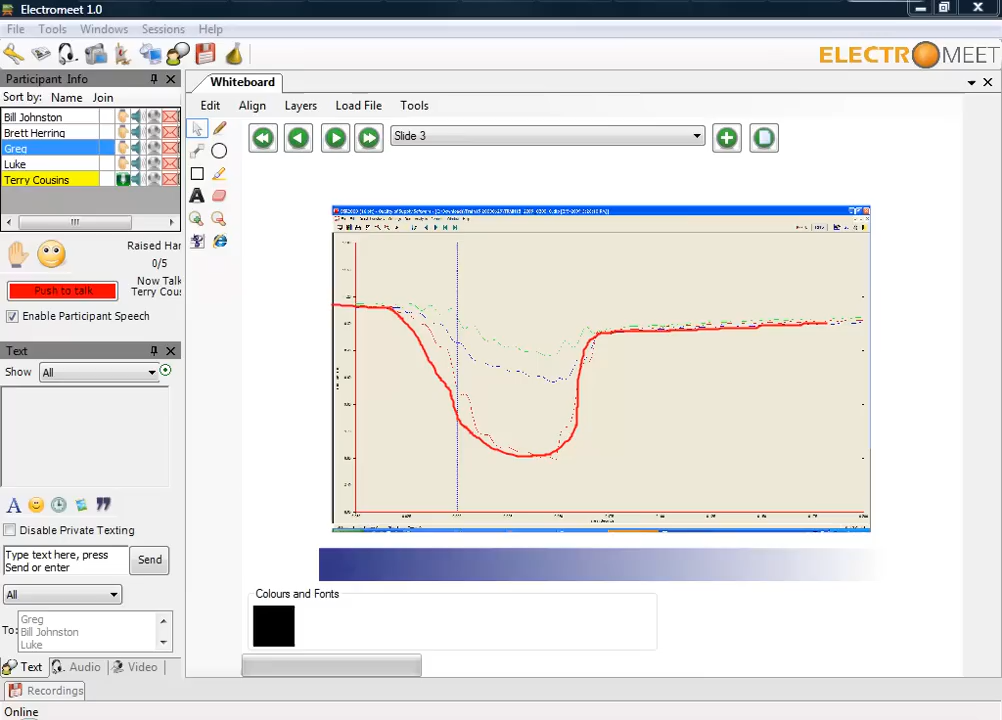 Electromeet 1.0
File Tools Windows Sessions Help
ELECTROMEET
Participant Info
Sort by: Name Join
Bill Johnston
Brett Herring
Greg
Luke
Terry Cousins
Raised Har
0/5
Push to talk
Now Talk
Terry Cous
Enable Participant Speech
Text
Show All
Disable Private Texting
Type text here, press
Send or enter
Send
All
To:
Greg
Bill Johnston
Luke
Text Audio Video
Recordings
Online
Whiteboard
Edit Align Layers Load File Tools
Slide 3
Colours and Fonts